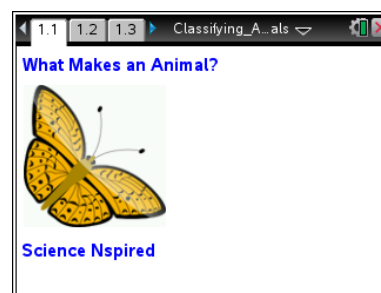 1.1 1.2 1.3 Classifying_A...als
What Makes an Animal?
Science Nspired